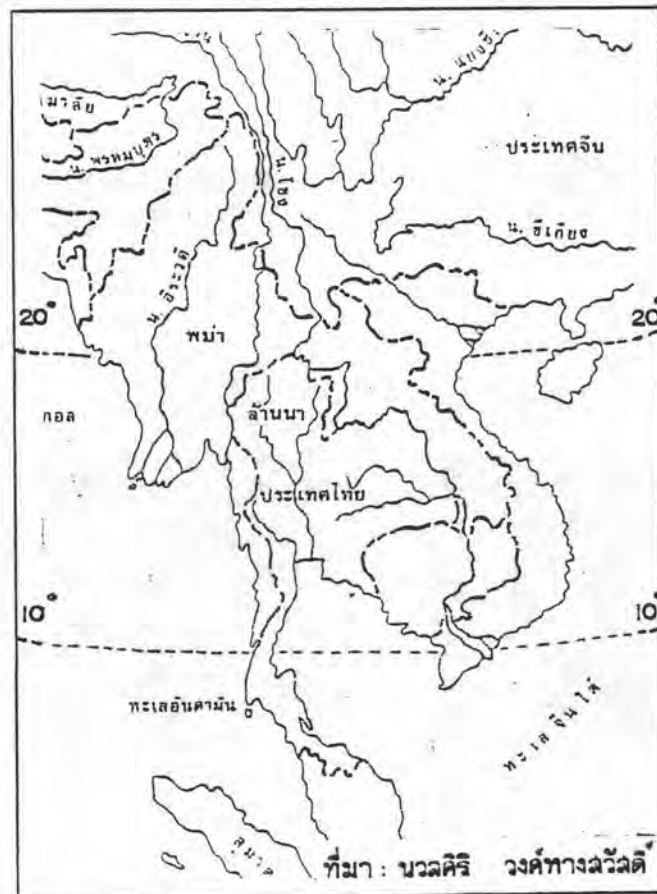 น. แยงซี
มาลัย
น. พรหมบุตร
ประเทศจีน
น. โขง
น. ซีเกียง
น. อิระวดี
20°
20°
พม่า
กอล
ล้านนา
ประเทศไทย
10°
10°
ทะเลอันดามัน
ทะเลจีนใต้
สุมาต
ที่มา : นวลศิริ วงศ์ทางสวัสดิ์